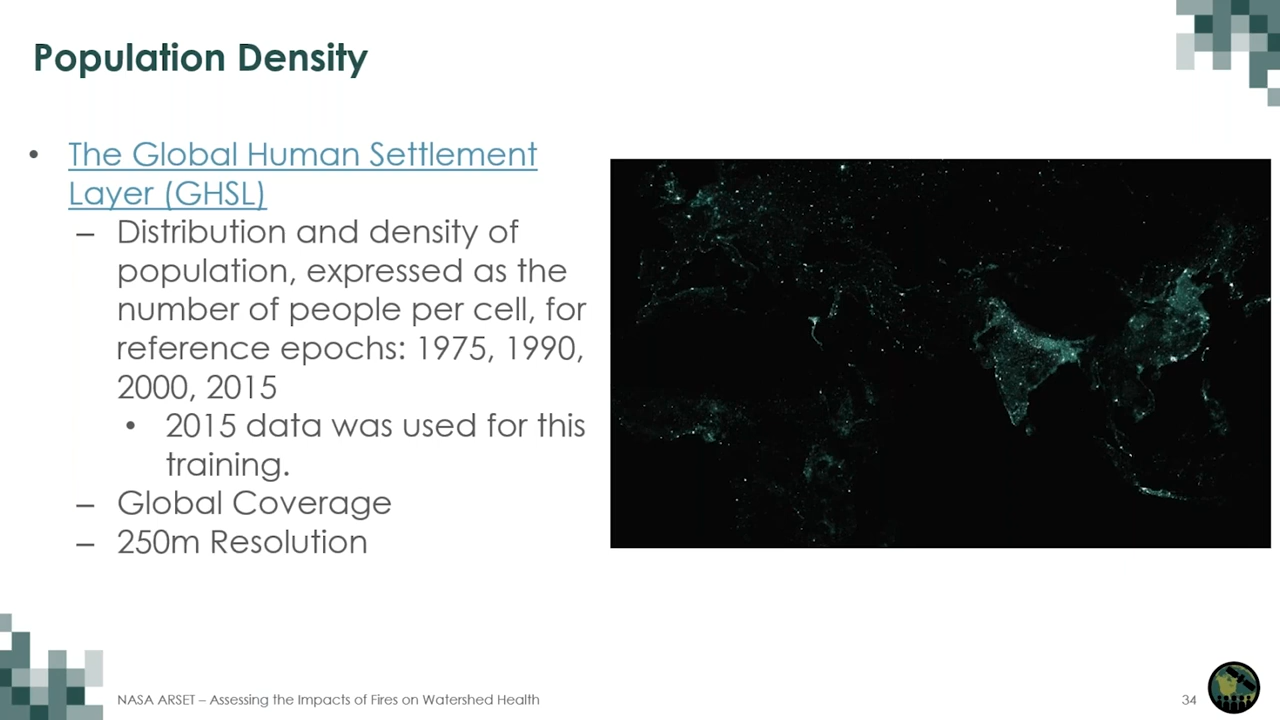 Population Density
• The Global Human Settlement
Layer (GHSL)
– Distribution and density of
population, expressed as the
number of people per cell, for
reference epochs: 1975, 1990,
2000, 2015
• 2015 data was used for this
training.
– Global Coverage
– 250m Resolution
NASA ARSET – Assessing the Impacts of Fires on Watershed Health
34